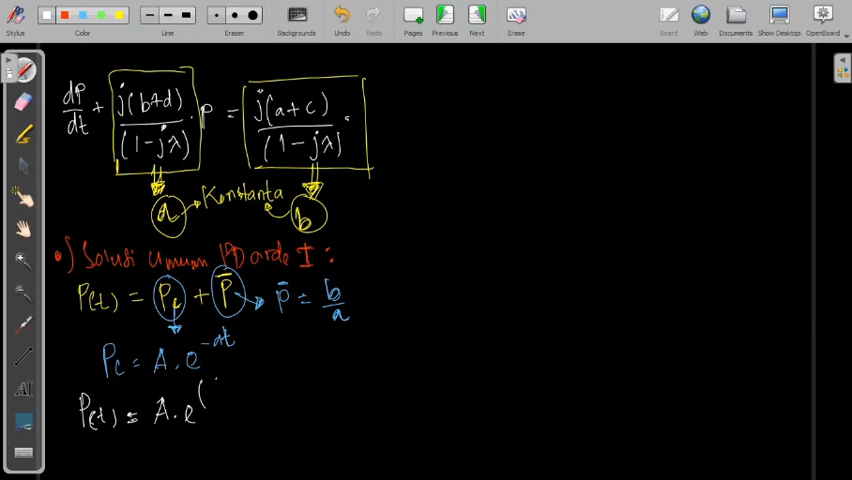 Stylus Color Line Eraser Backgrounds Undo Redo Pages Previous Next Erase Board Web Documents Show Desktop OpenBoard
dP/dt + j(b+d)/(1-jλ) . P = j(a+c)/(1-jλ) .
a Konstanta b
•) Solusi Umum PD orde I :
P(t) = Pc + P̄ P̄ = b/a
Pc = A . e^-at
P(t) = A . e^(